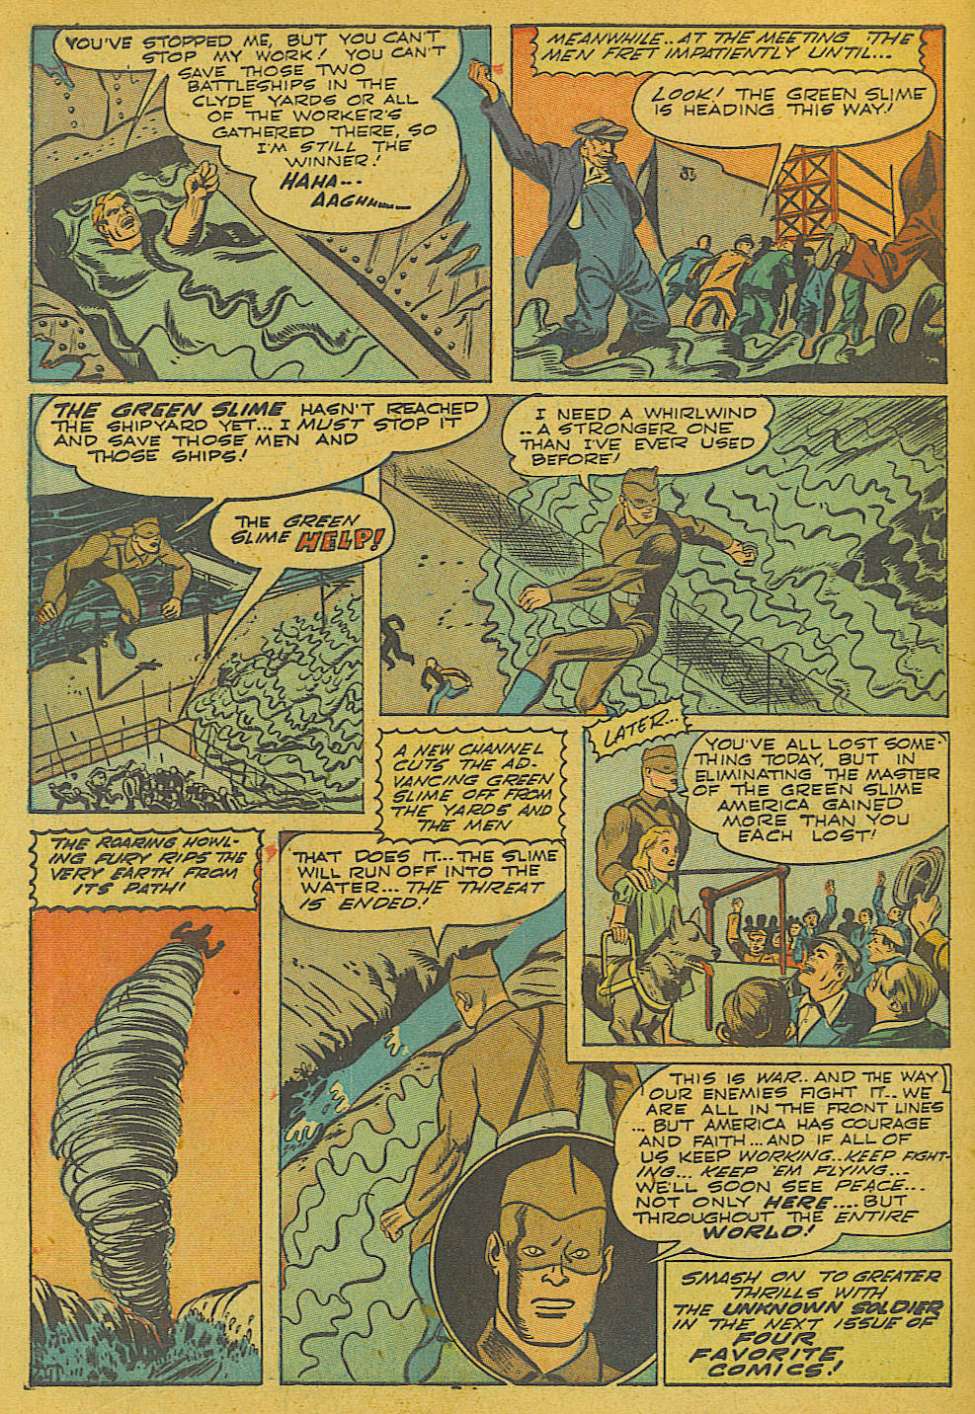 YOU'VE STOPPED ME, BUT YOU CAN'T
STOP MY WORK! YOU CAN'T
SAVE THOSE TWO
BATTLESHIPS IN THE
CLYDE YARDS OR ALL
OF THE WORKER'S
GATHERED THERE, SO
I'M STILL THE
WINNER!
HAHA---
AAGHH----
MEANWHILE.. AT THE MEETING THE
MEN FRET IMPATIENTLY UNTIL...
LOOK! THE GREEN SLIME
IS HEADING THIS WAY!
THE GREEN SLIME HASN'T REACHED
THE SHIPYARD YET... I MUST STOP IT
AND SAVE THOSE MEN AND
THOSE SHIPS!
THE GREEN
SLIME HELP!
I NEED A WHIRLWIND
.. A STRONGER ONE
THAN I'VE EVER USED
BEFORE!
THE ROARING HOWL-
ING FURY RIPS THE
VERY EARTH FROM
ITS PATH!
A NEW CHANNEL
CUTS THE AD-
VANCING GREEN
SLIME OFF FROM
THE YARDS AND
THE MEN
THAT DOES IT... THE SLIME
WILL RUN OFF INTO THE
WATER... THE THREAT
IS ENDED!
LATER...
YOU'VE ALL LOST SOME-
THING TODAY, BUT IN
ELIMINATING THE MASTER
OF THE GREEN SLIME
AMERICA GAINED
MORE THAN YOU
EACH LOST!
THIS IS WAR.. AND THE WAY
OUR ENEMIES FIGHT IT.. WE
ARE ALL IN THE FRONT LINES
... BUT AMERICA HAS COURAGE
AND FAITH... AND IF ALL OF
US KEEP WORKING.. KEEP FIGHT-
ING... KEEP 'EM FLYING...
WE'LL SOON SEE PEACE...
NOT ONLY HERE.... BUT
THROUGHOUT THE ENTIRE
WORLD!
SMASH ON TO GREATER
THRILLS WITH
THE UNKNOWN SOLDIER
IN THE NEXT ISSUE OF
FOUR
FAVORITE
COMICS!